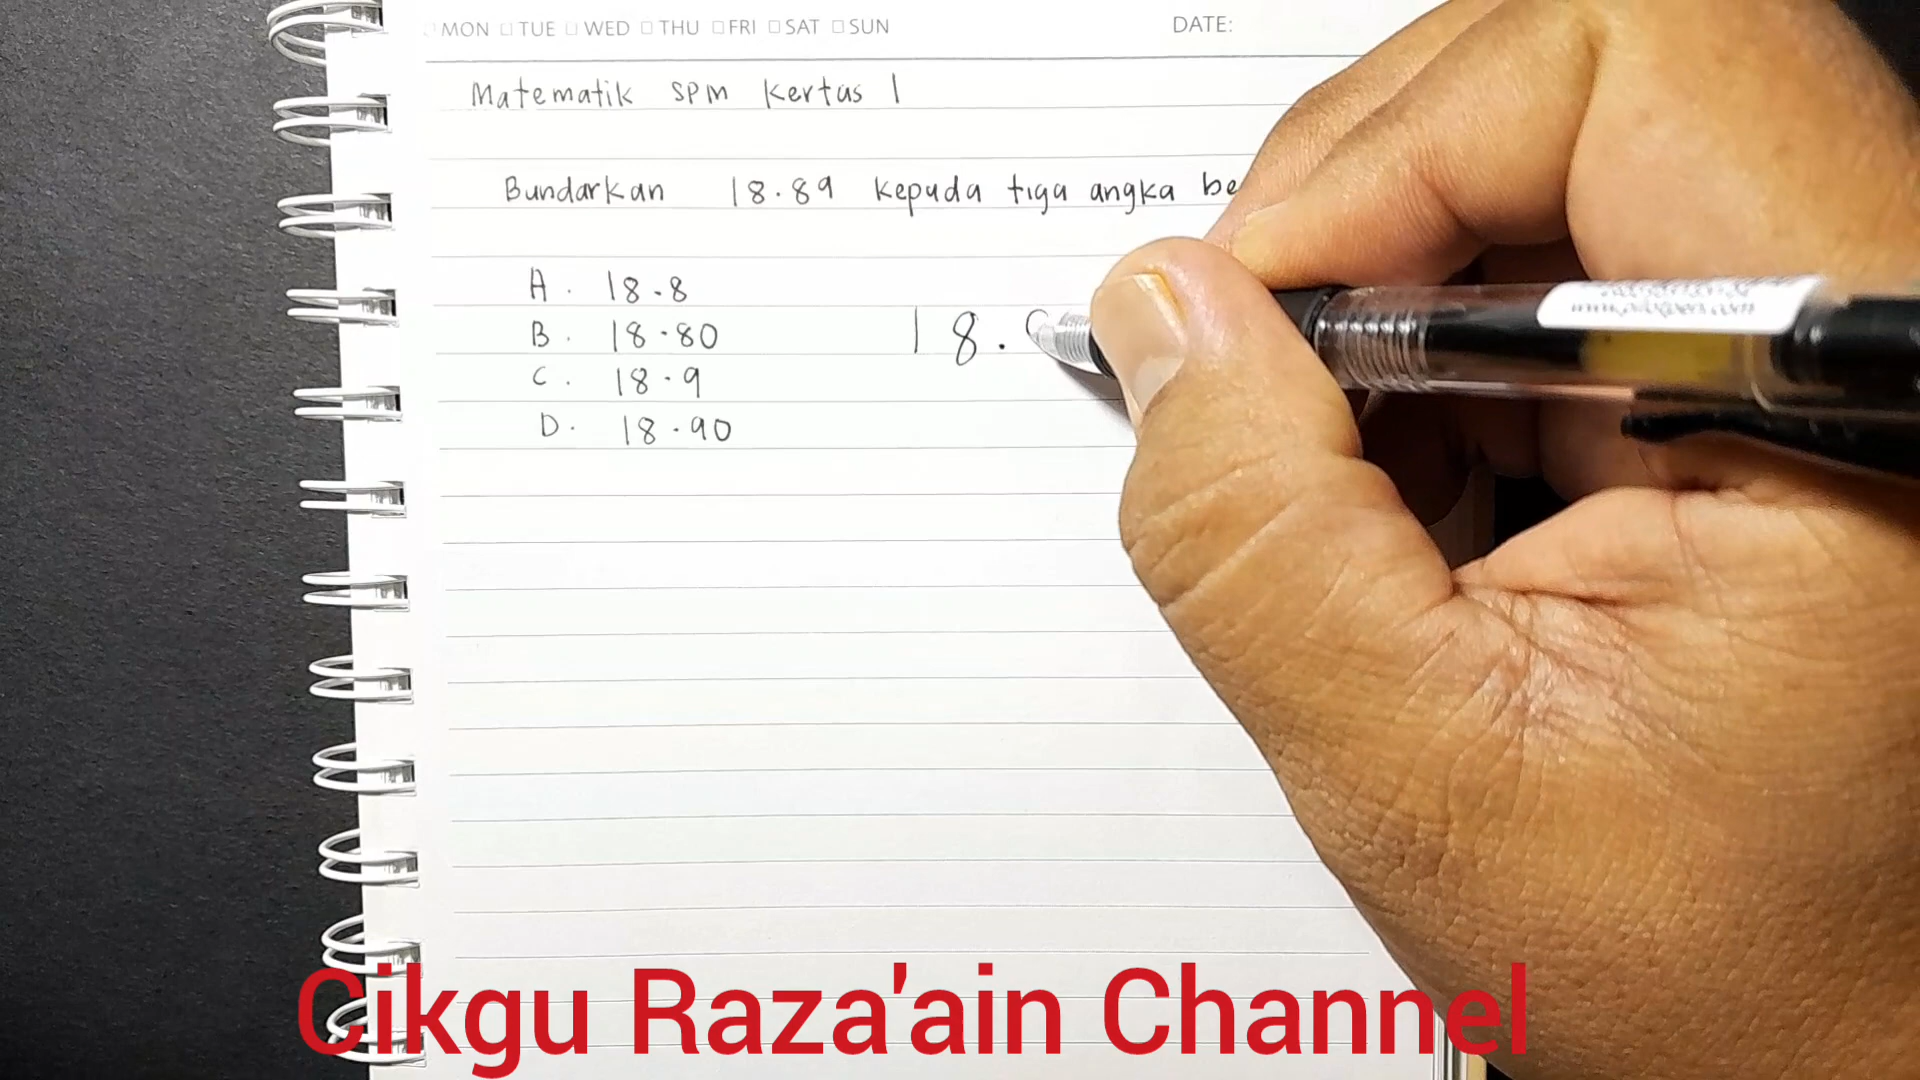 MON TUE WED THU FRI SAT SUN DATE:
Matematik SPM Kertas 1
Bundarkan 18.89 kepada tiga angka be
A. 18.8
B. 18.80
C. 18.9
D. 18.90
18.
Cikgu Raza'ain Channel